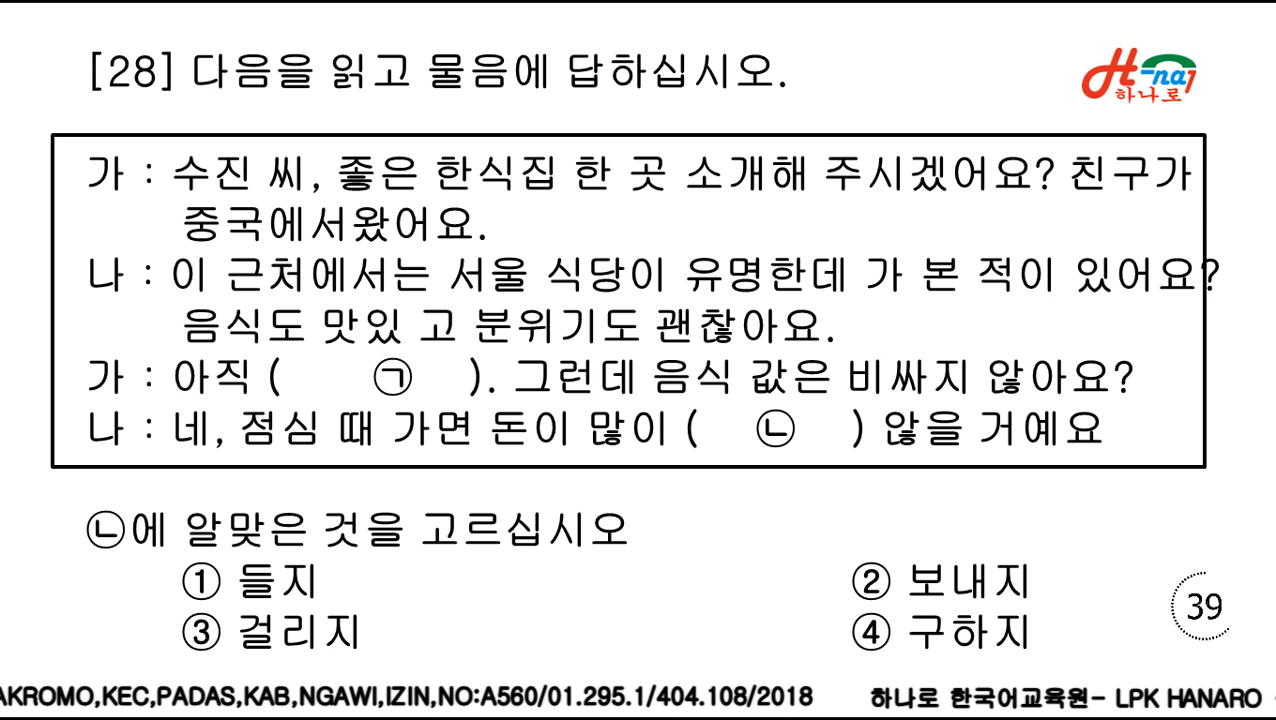 [28] 다음을 읽고 물음에 답하십시오.
H-na1
하나로
가 : 수진 씨, 좋은 한식집 한 곳 소개해 주시겠어요? 친구가
중국에서왔어요.
나 : 이 근처에서는 서울 식당이 유명한데 가 본 적이 있어요?
음식도 맛있 고 분위기도 괜찮아요.
가 : 아직 ( ㉠ ). 그런데 음식 값은 비싸지 않아요?
나 : 네, 점심 때 가면 돈이 많이 ( ㉡ ) 않을 거예요
㉡에 알맞은 것을 고르십시오
① 들지 ② 보내지
③ 걸리지 ④ 구하지
39
AKROMO,KEC,PADAS,KAB,NGAWI,IZIN,NO:A560/01.295.1/404.108/2018 하나로 한국어교육원- LPK HANARO